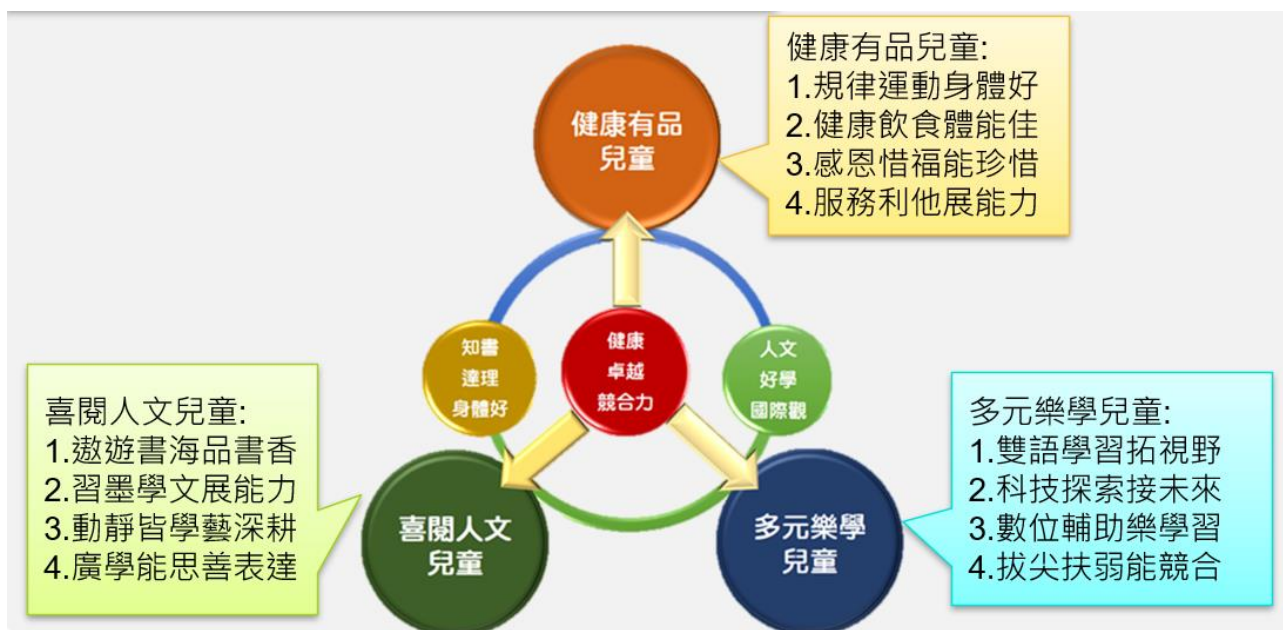 健康有品
兒童
健康有品兒童:
1.規律運動身體好
2.健康飲食體能佳
3.感恩惜福能珍惜
4.服務利他展能力
知書
達理
身體好
健康
卓越
競合力
人文
好學
國際觀
喜閱人文兒童:
1.遨遊書海品書香
2.習墨學文展能力
3.動靜皆學藝深耕
4.廣學能思善表達
喜閱人文
兒童
多元樂學
兒童
多元樂學兒童:
1.雙語學習拓視野
2.科技探索接未來
3.數位輔助樂學習
4.拔尖扶弱能競合